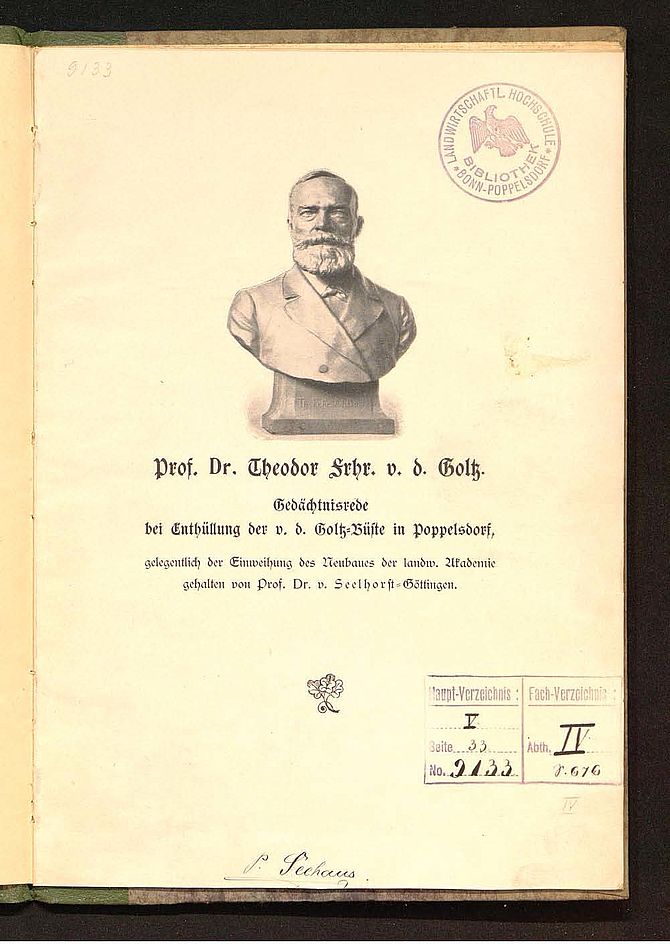 9133
LANDWIRTSCHAFTL. HOCHSCHULE
BIBLIOTHEK
* BONN-POPPELSDORF *
Prof. Dr. Theodor Frhr. v. d. Goltz.
Gedächtnisrede
bei Enthüllung der v. d. Goltz-Büste in Poppelsdorf,
gelegentlich der Einweihung des Neubaues der landw. Akademie
gehalten von Prof. Dr. v. Seelhorst-Göttingen.
Haupt-Verzeichnis: Fach-Verzeichnis:
V
Seite 33 Abth. IV
No. 9133 S. 676
IV
P. Seehaus.